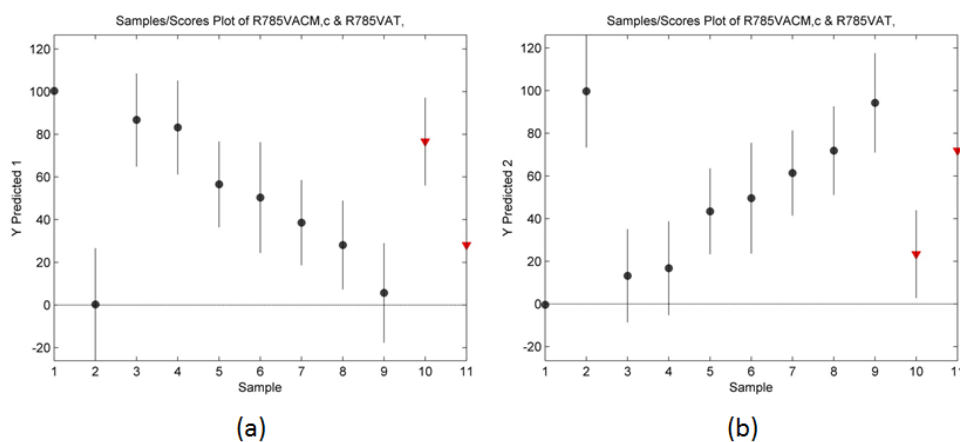 Samples/Scores Plot of R785VACM,c & R785VAT,
120
100
80
60
40
20
0
-20
Y Predicted 1
1 2 3 4 5 6 7 8 9 10 11
Sample
(a)
Samples/Scores Plot of R785VACM,c & R785VAT,
120
100
80
60
40
20
0
-20
Y Predicted 2
1 2 3 4 5 6 7 8 9 10 11
Sample
(b)